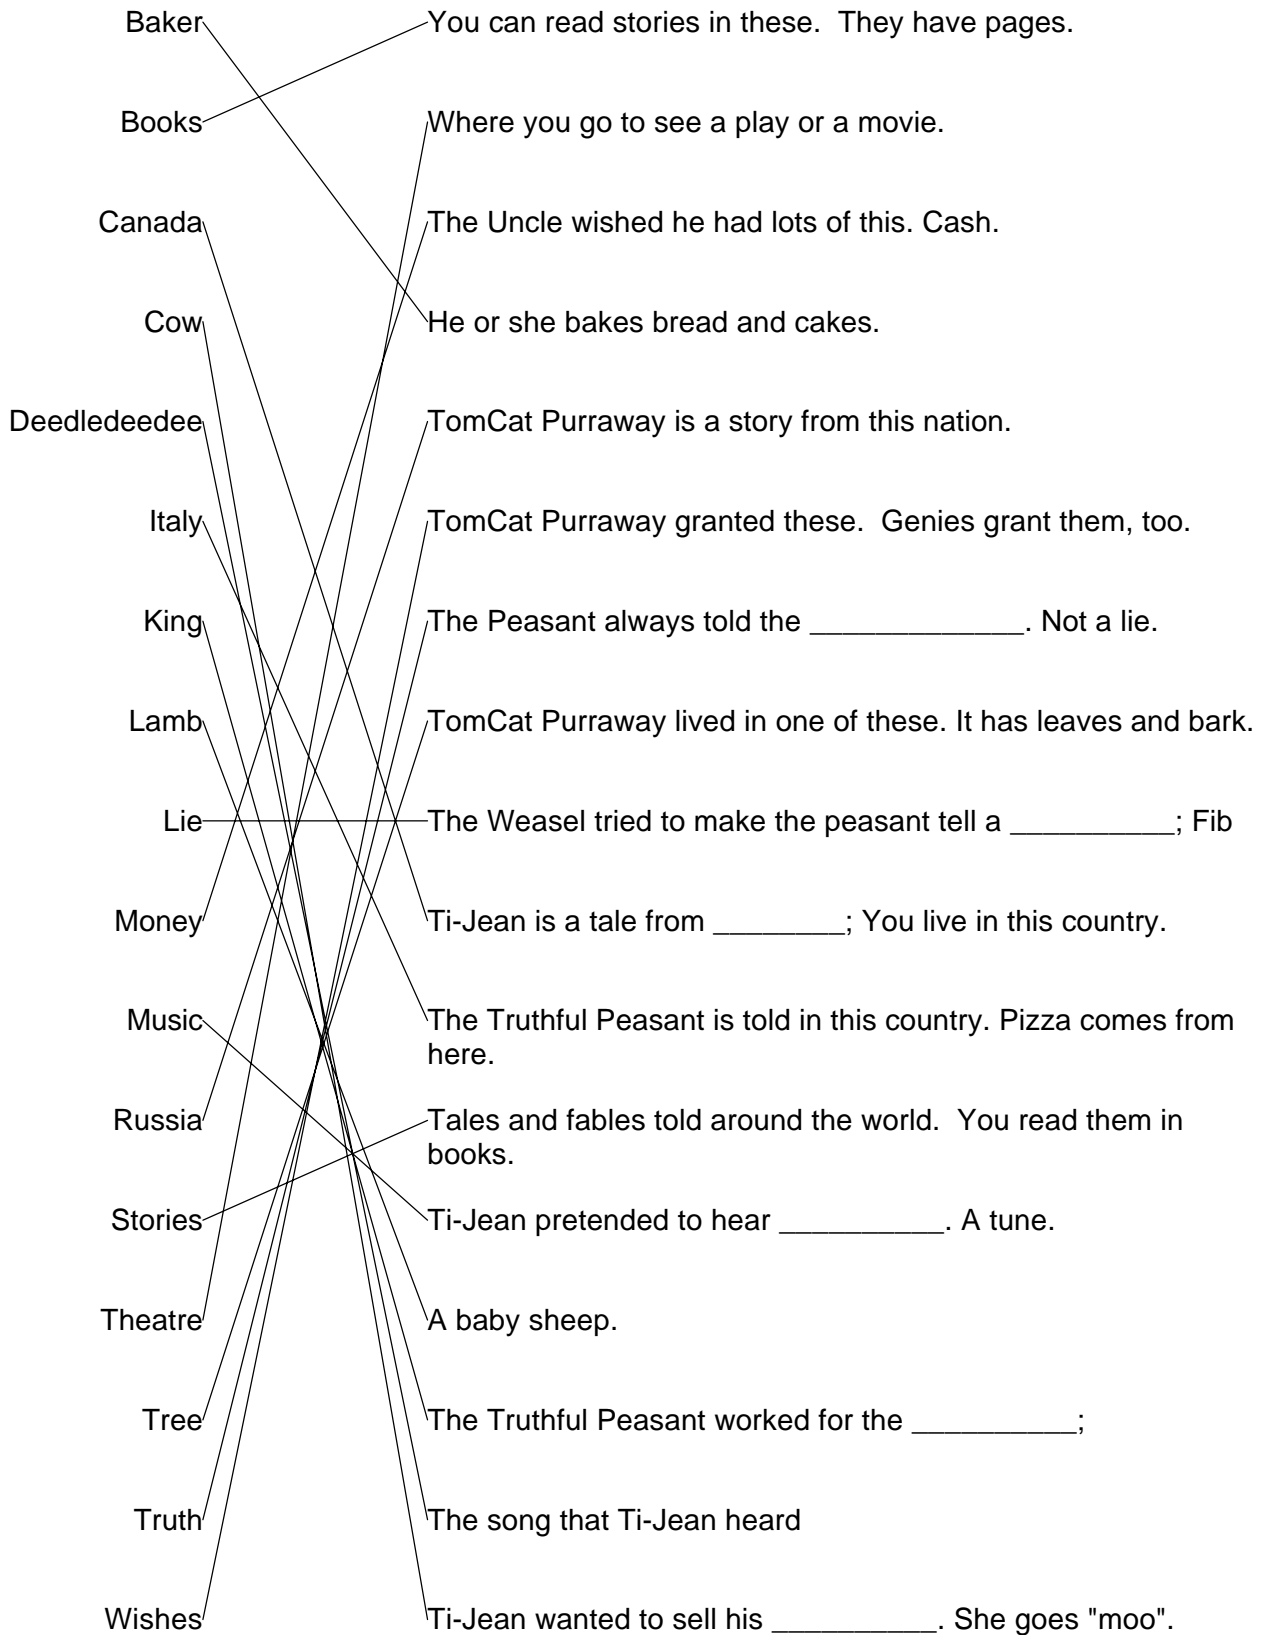 Baker You can read stories in these.  They have pages.
Books Where you go to see a play or a movie.
Canada The Uncle wished he had lots of this. Cash.
Cow He or she bakes bread and cakes.
Deedledeedee TomCat Purraway is a story from this nation.
Italy TomCat Purraway granted these.  Genies grant them, too.
King The Peasant always told the _____________. Not a lie.
Lamb TomCat Purraway lived in one of these. It has leaves and bark.
Lie The Weasel tried to make the peasant tell a __________; Fib
Money Ti-Jean is a tale from ________; You live in this country.
Music The Truthful Peasant is told in this country. Pizza comes from
here.
Russia Tales and fables told around the world.  You read them in
books.
Stories Ti-Jean pretended to hear __________. A tune.
Theatre A baby sheep.
Tree The Truthful Peasant worked for the __________;
Truth The song that Ti-Jean heard
Wishes Ti-Jean wanted to sell his __________. She goes "moo".